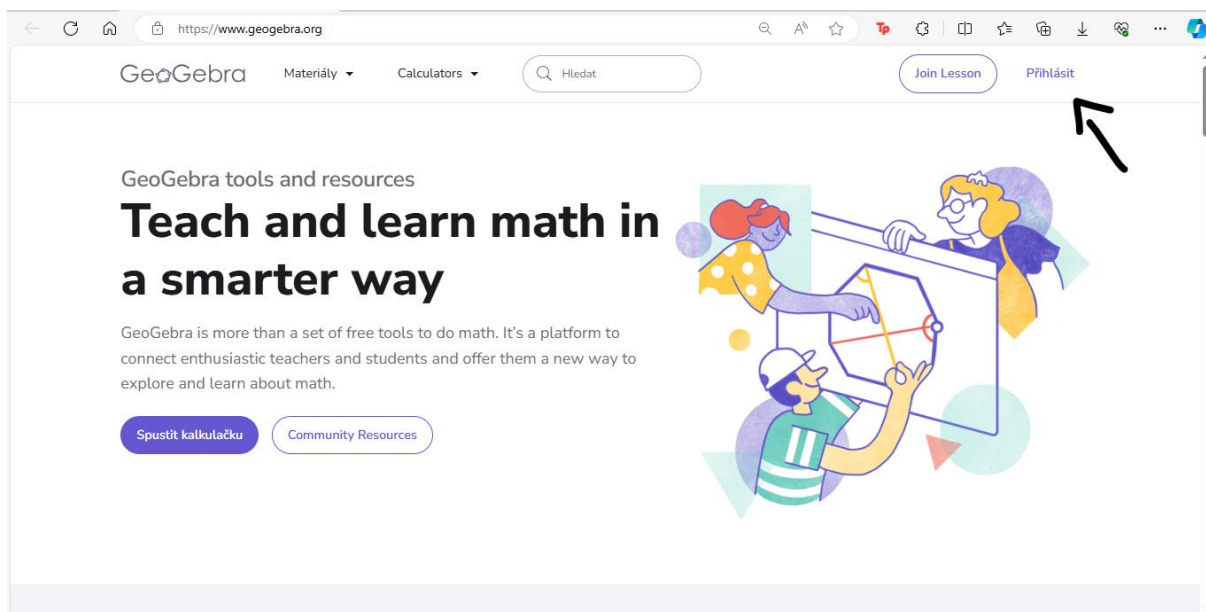 https://www.geogebra.org
GeoGebra
Materiály
Calculators
Hledat
Join Lesson
Přihlásit
GeoGebra tools and resources
Teach and learn math in
a smarter way
GeoGebra is more than a set of free tools to do math. It's a platform to
connect enthusiastic teachers and students and offer them a new way to
explore and learn about math.
Spustit kalkulačku
Community Resources